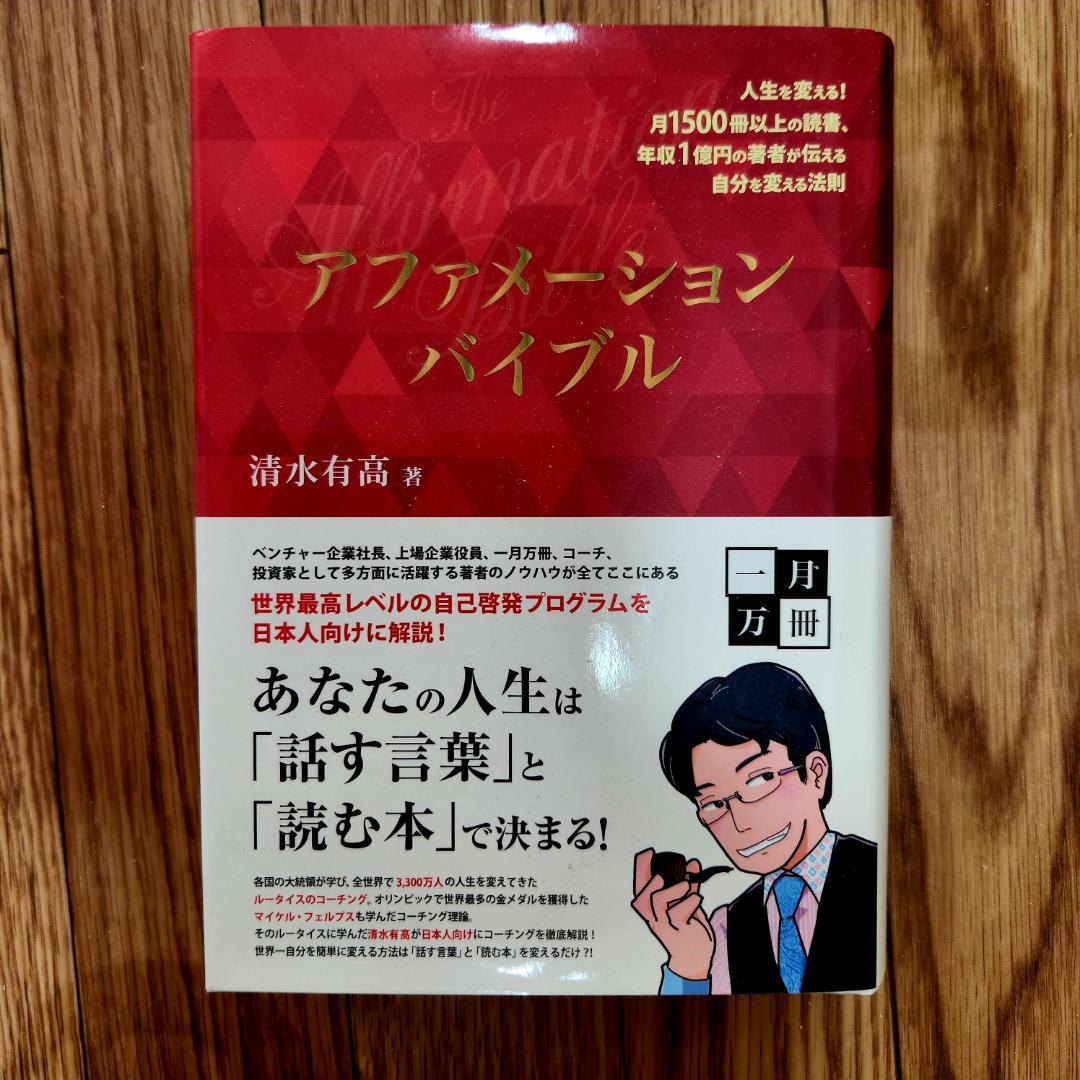 人生を変える!
月1500冊以上の読書、
年収1億円の著者が伝える
自分を変える法則
The
Affirmation
Bible
アファメーション
バイブル
清水有高 著
ベンチャー企業社長、上場企業役員、一月万冊、コーチ、
投資家として多方面に活躍する著者のノウハウが全てここにある
世界最高レベルの自己啓発プログラムを
日本人向けに解説!
一月
万冊
あなたの人生は
「話す言葉」と
「読む本」で決まる!
各国の大統領が学び、全世界で3,300万人の人生を変えてきた
ルータイスのコーチング。オリンピックで世界最多の金メダルを獲得した
マイケル・フェルプスも学んだコーチング理論。
そのルータイスに学んだ清水有高が日本人向けにコーチングを徹底解説!
世界一自分を簡単に変える方法は「話す言葉」と「読む本」を変えるだけ?!